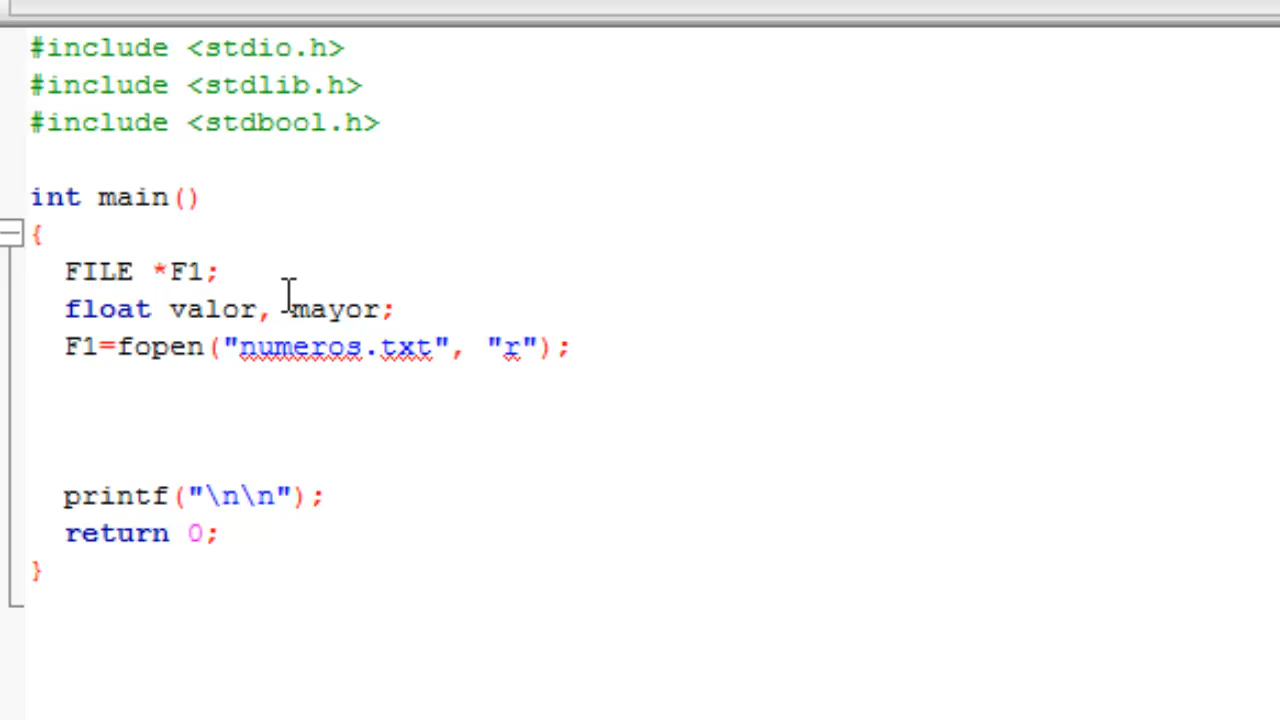 #include <stdio.h>
#include <stdlib.h>
#include <stdbool.h>
int main()
{
FILE *F1;
float valor, mayor;
F1=fopen("numeros.txt", "r");
printf("\n\n");
return 0;
}